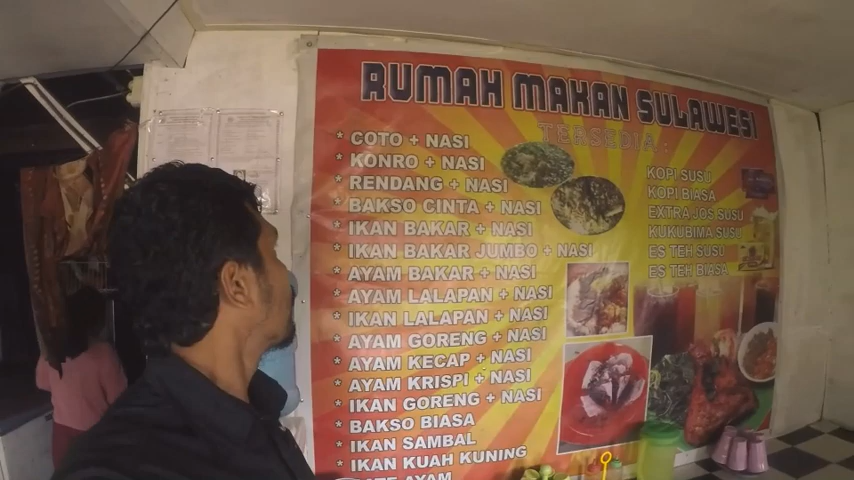 RUMAH MAKAN SULAWESI
TERSEDIA :
* COTO + NASI
* KONRO + NASI
* RENDANG + NASI
* BAKSO CINTA + NASI
* IKAN BAKAR + NASI
* IKAN BAKAR JUMBO + NASI
* AYAM BAKAR + NASI
* AYAM LALAPAN + NASI
* IKAN LALAPAN + NASI
* AYAM GORENG + NASI
* AYAM KECAP + NASI
* AYAM KRISPI + NASI
* IKAN GORENG + NASI
* BAKSO BIASA
* IKAN SAMBAL
* IKAN KUAH KUNING
AYAM
KOPI SUSU
KOPI BIASA
EXTRA JOS SUSU
KUKUBIMA SUSU
ES TEH SUSU
ES TEH BIASA